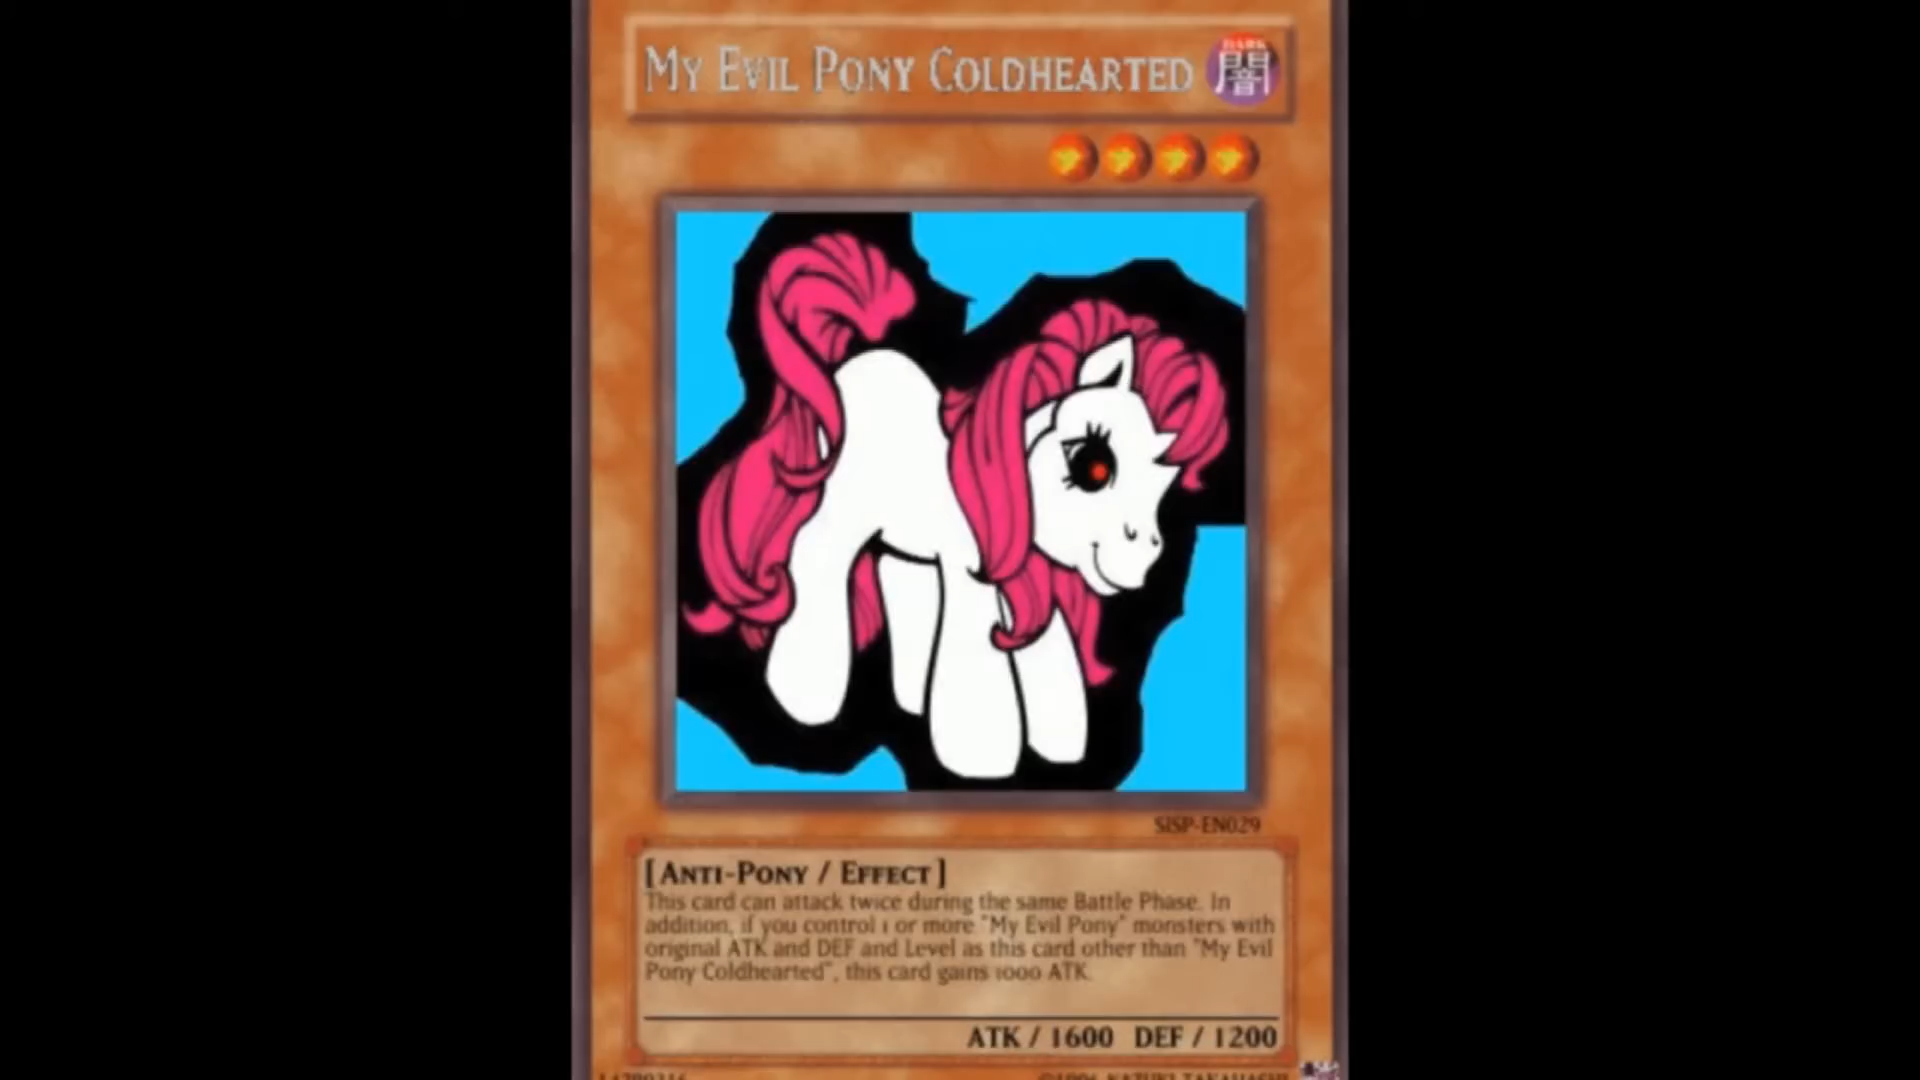 MY EVIL PONY COLDHEARTED
DARK
闇
SISP-EN029
[ANTI-PONY / EFFECT]
This card can attack twice during the same Battle Phase. In
addition, if you control 1 or more "My Evil Pony" monsters with
original ATK and DEF and Level as this card other than "My Evil
Pony Coldhearted", this card gains 1000 ATK.
ATK / 1600 DEF / 1200
KAZUKI TAKAHASHI